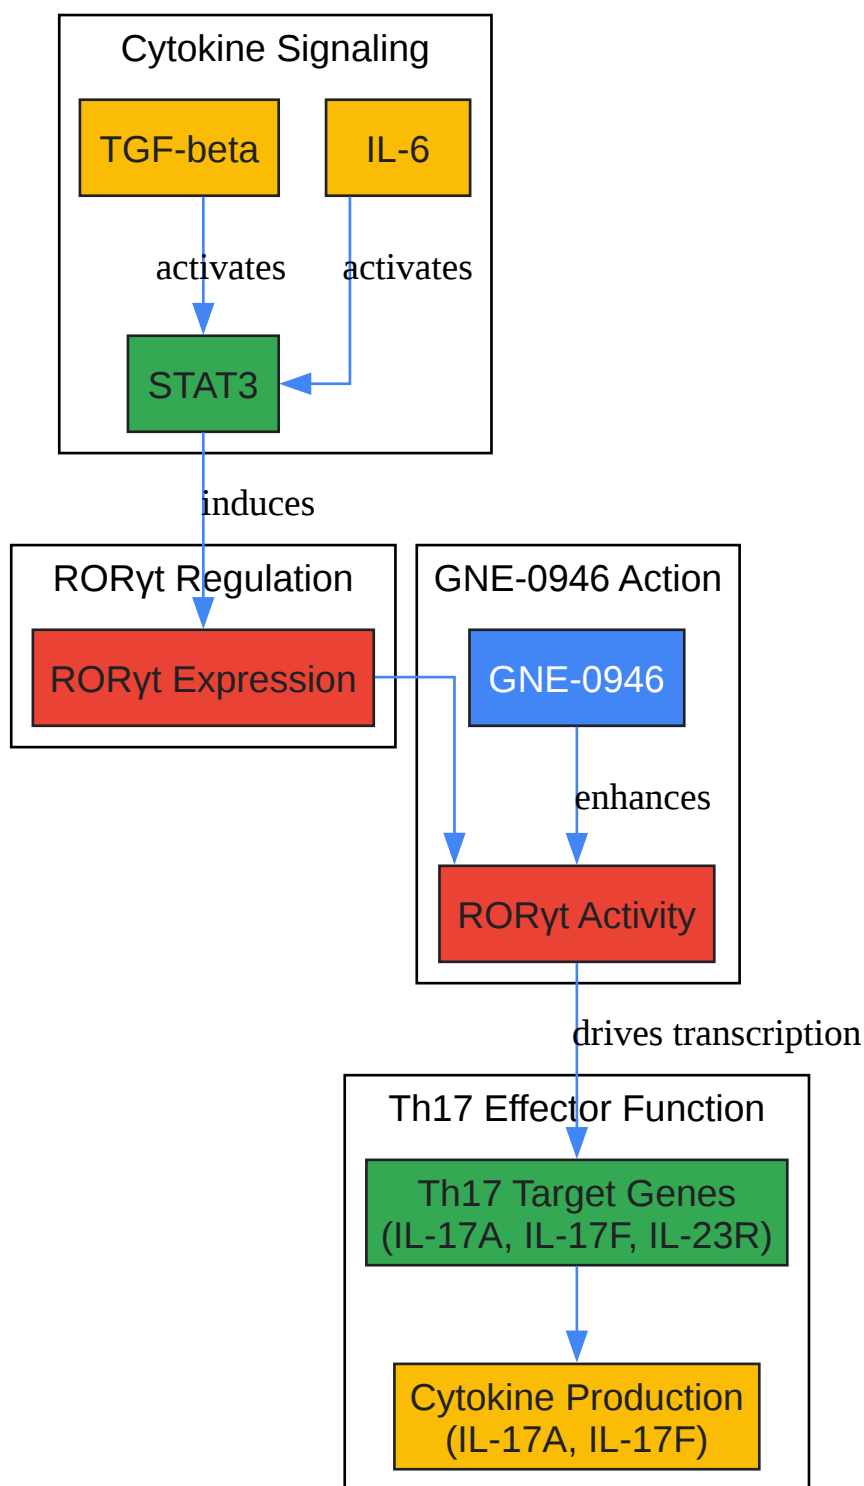 Cytokine Signaling
TGF-beta
IL-6
activates
activates
STAT3
induces
RORγt Regulation
GNE-0946 Action
RORγt Expression
GNE-0946
enhances
RORγt Activity
drives transcription
Th17 Effector Function
Th17 Target Genes
(IL-17A, IL-17F, IL-23R)
Cytokine Production
(IL-17A, IL-17F)